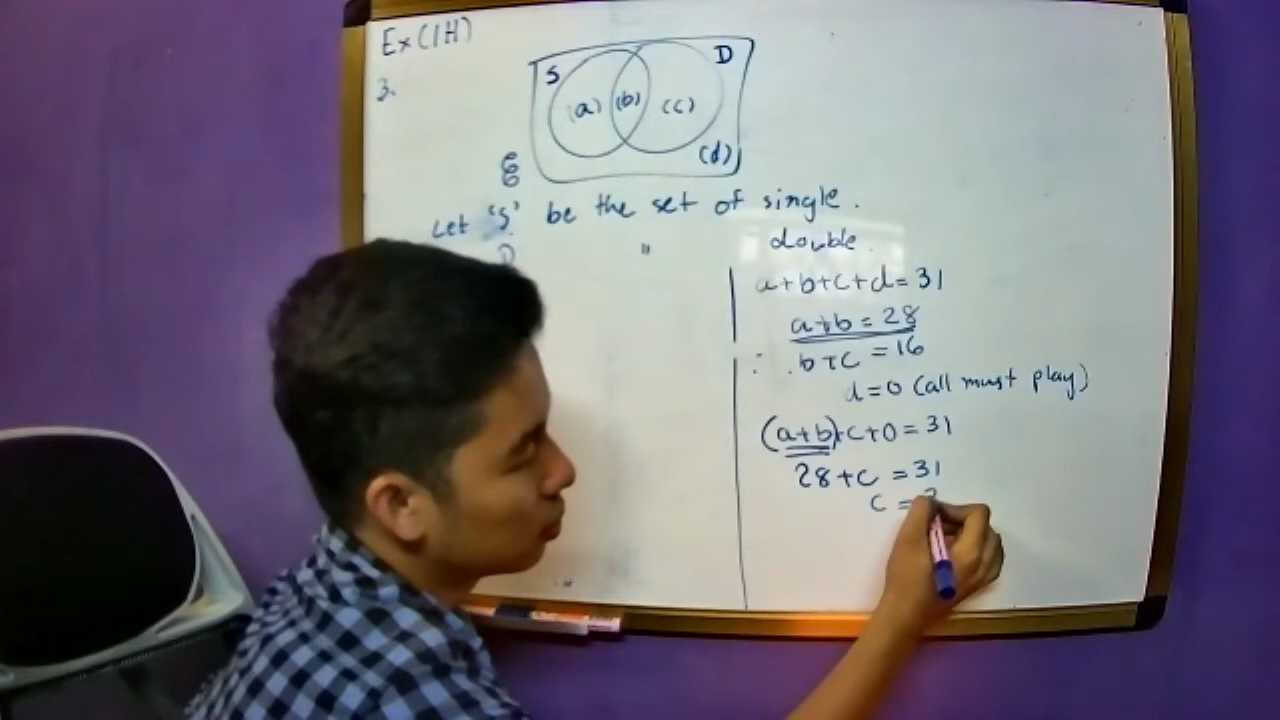 Ex (1H)
3.
S D
(a) (b) (c)
(d)
ℰ
Let 'S' be the set of single.
D " double.
a+b+c+d=31
a+b=28
∴ b+c=16
d=0 (all must play)
(a+b)+c+0=31
28+c=31
c=3